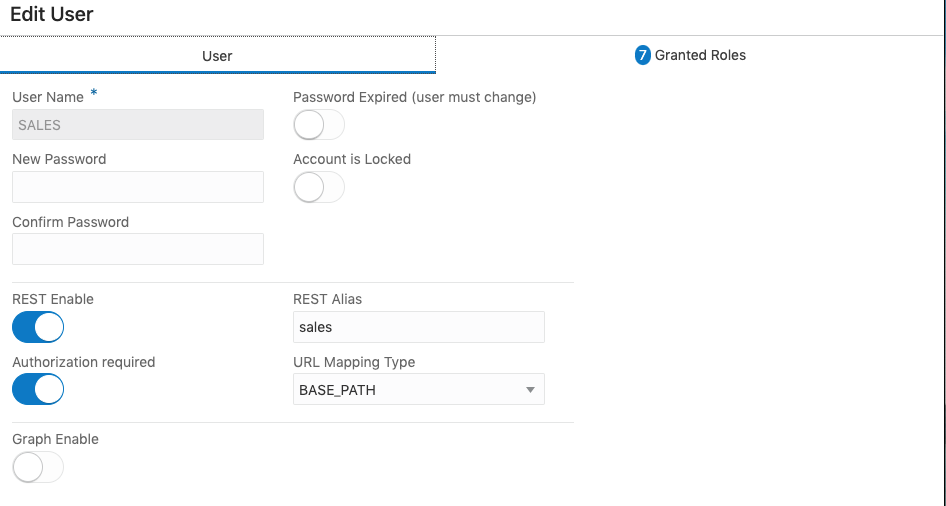 Edit User
User
7 Granted Roles
User Name *
Password Expired (user must change)
SALES
New Password
Account is Locked
Confirm Password
REST Enable
REST Alias
sales
Authorization required
URL Mapping Type
BASE_PATH
Graph Enable